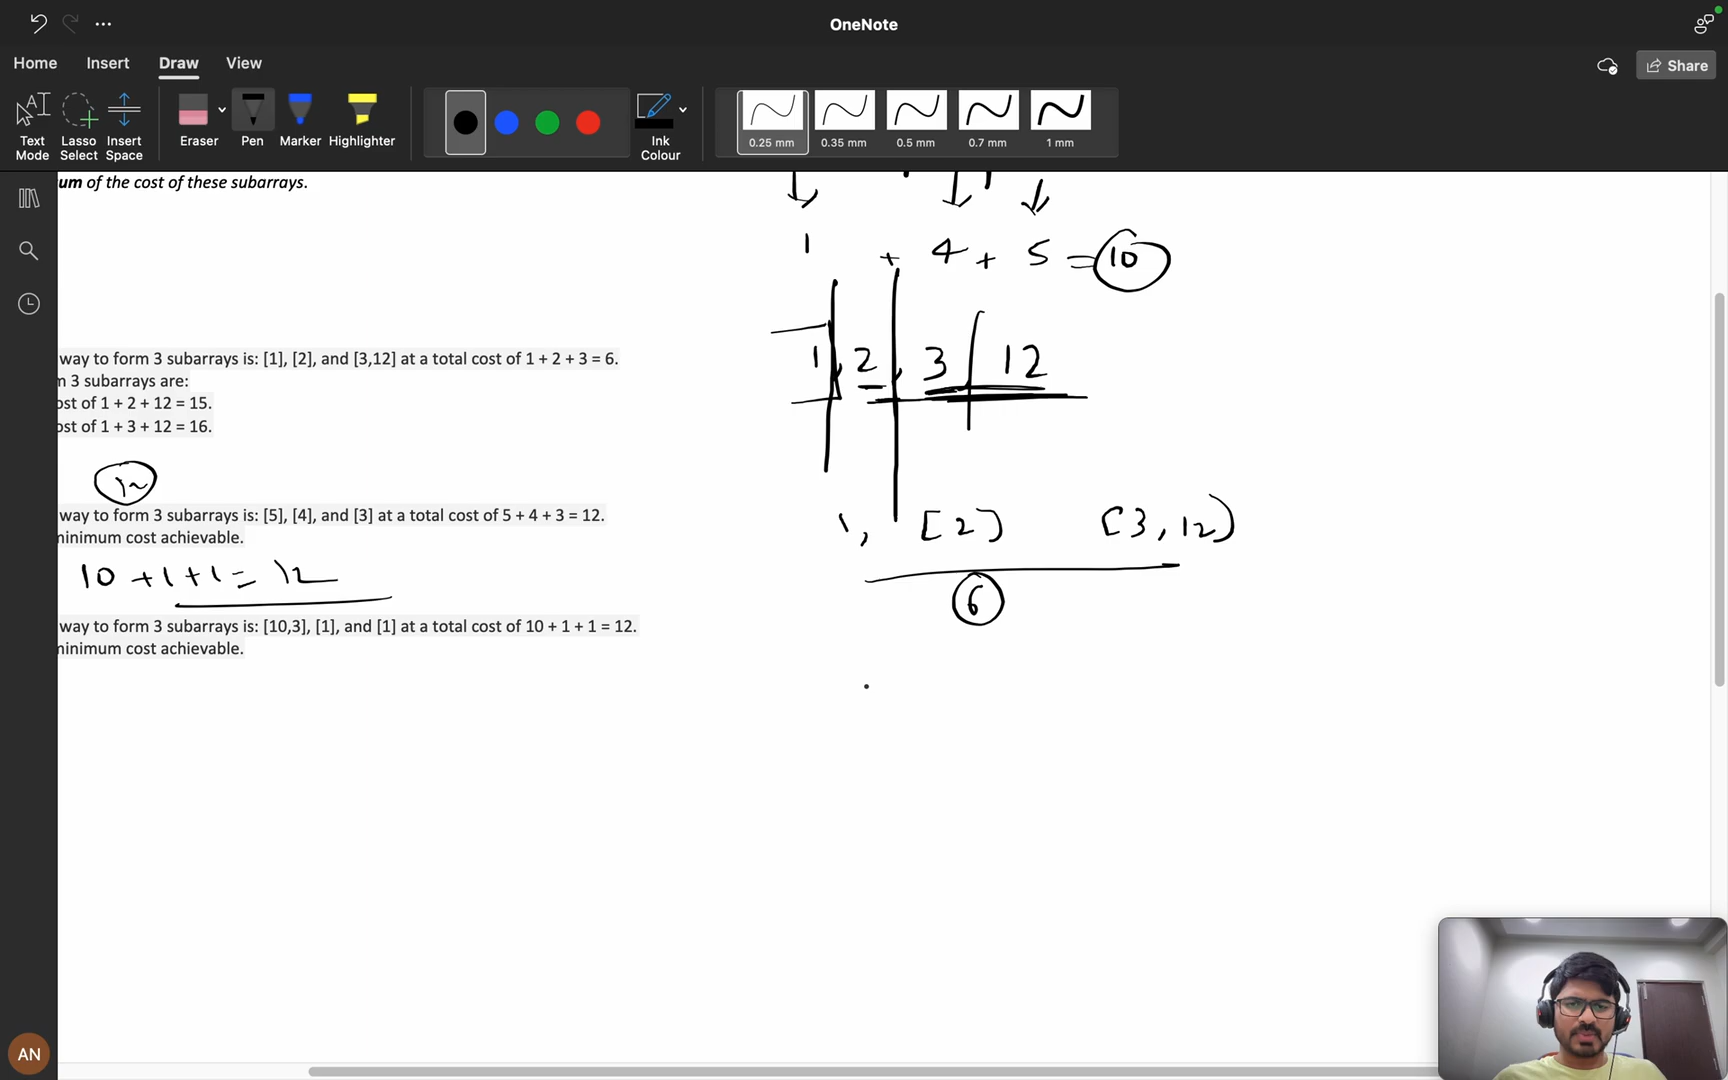 OneNote
Home Insert Draw View
Share
Text Mode
Lasso Select
Insert Space
Eraser
Pen
Marker
Highlighter
Ink Colour
0.25 mm
0.35 mm
0.5 mm
0.7 mm
1 mm
um of the cost of these subarrays.
1 + 4 + 5 = 10
1, 2, 3 12
way to form 3 subarrays is: [1], [2], and [3,12] at a total cost of 1 + 2 + 3 = 6.
m 3 subarrays are:
ost of 1 + 2 + 12 = 15.
ost of 1 + 3 + 12 = 16.
12
way to form 3 subarrays is: [5], [4], and [3] at a total cost of 5 + 4 + 3 = 12.
minimum cost achievable.
1, [2] [3,12)
10 +1+1= 12
6
way to form 3 subarrays is: [10,3], [1], and [1] at a total cost of 10 + 1 + 1 = 12.
minimum cost achievable.
AN